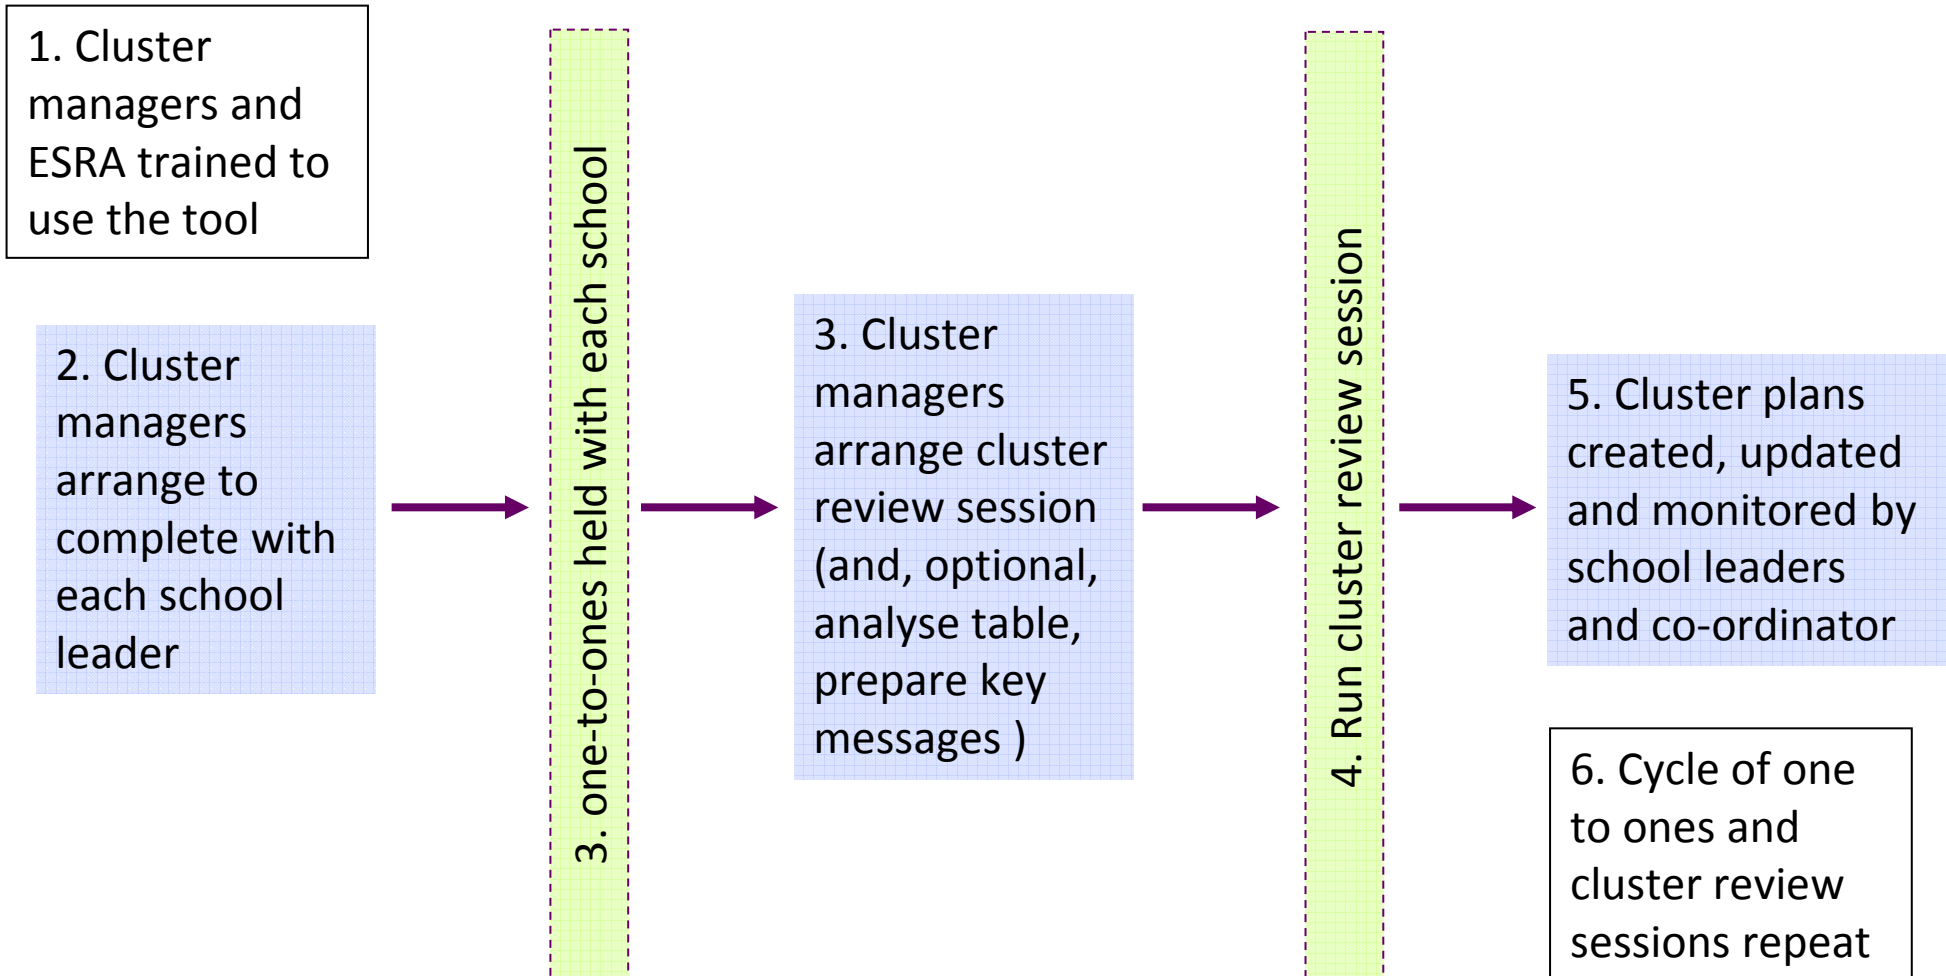 1. Cluster
managers and
ESRA trained to
use the tool
2. Cluster
managers
arrange to
complete with
each school
leader
3. one-to-ones held with each school
3. Cluster
managers
arrange cluster
review session
(and, optional,
analyse table,
prepare key
messages )
4. Run cluster review session
5. Cluster plans
created, updated
and monitored by
school leaders
and co-ordinator
6. Cycle of one
to ones and
cluster review
sessions repeat